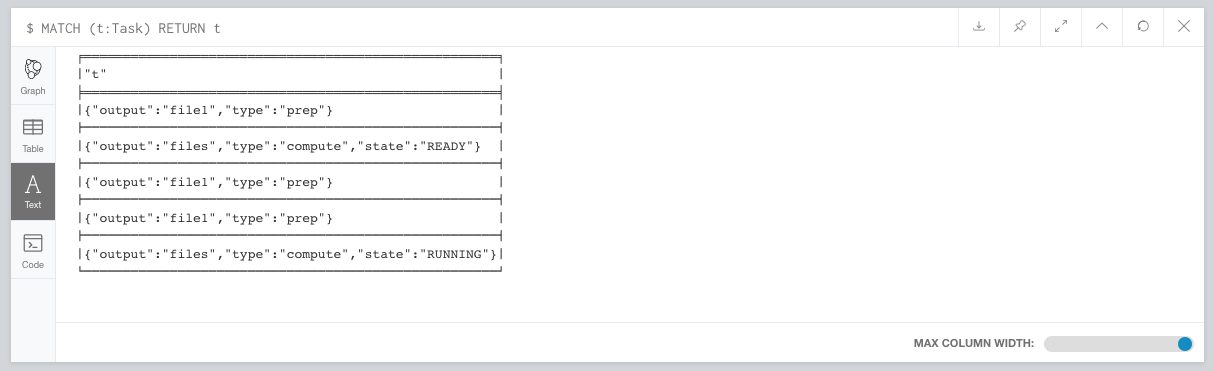 $ MATCH (t:Task) RETURN t
Graph
Table
Text
Code
"t"
{"output":"file1","type":"prep"}
{"output":"files","type":"compute","state":"READY"}
{"output":"file1","type":"prep"}
{"output":"file1","type":"prep"}
{"output":"files","type":"compute","state":"RUNNING"}
MAX COLUMN WIDTH: